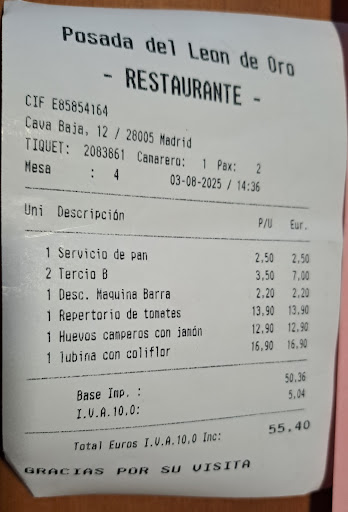 Posada del Leon de Oro
- RESTAURANTE -
CIF E85854164
Cava Baja, 12 / 28005 Madrid
TIQUET: 2083861 Camarero: 1 Pax: 2
Mesa : 4 03-08-2025 / 14:36
Uni Descripción P/U Eur.
1 Servicio de pan 2,50 2,50
2 Tercio B 3,50 7,00
1 Desc. Maquina Barra 2,20 2,20
1 Repertorio de tomates 13,90 13,90
1 Huevos camperos con jamón 12,90 12,90
1 lubina con coliflor 16,90 16,90
Base Imp. : 50,36
I.V.A.10,0: 5,04
Total Euros I.V.A.10,0 Inc: 55.40
GRACIAS POR SU VISITA